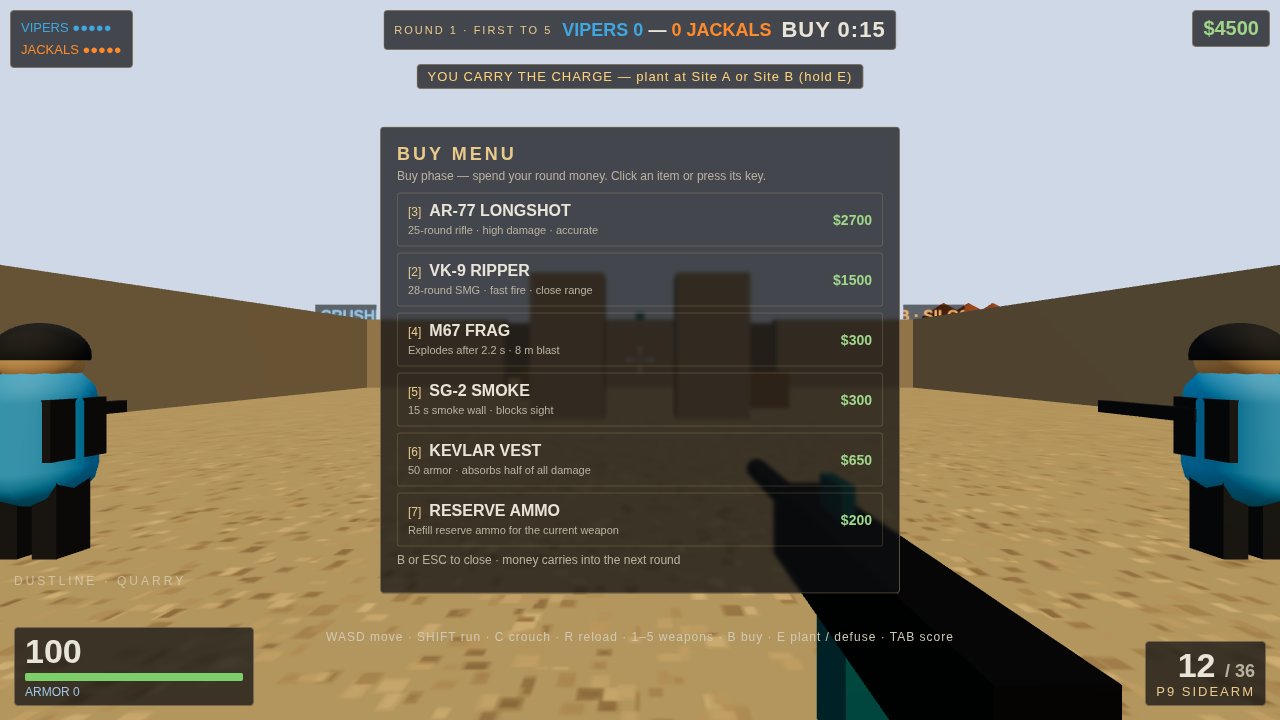 VIPERS ●●●●●
JACKALS ●●●●●
ROUND 1 · FIRST TO 5 VIPERS 0 — 0 JACKALS BUY 0:15
$4500
YOU CARRY THE CHARGE — plant at Site A or Site B (hold E)
BUY MENU
Buy phase — spend your round money. Click an item or press its key.
[3] AR-77 LONGSHOT
25-round rifle · high damage · accurate
$2700
[2] VK-9 RIPPER
28-round SMG · fast fire · close range
$1500
[4] M67 FRAG
Explodes after 2.2 s · 8 m blast
$300
[5] SG-2 SMOKE
15 s smoke wall · blocks sight
$300
[6] KEVLAR VEST
50 armor · absorbs half of all damage
$650
[7] RESERVE AMMO
Refill reserve ammo for the current weapon
$200
B or ESC to close · money carries into the next round
DUSTLINE · QUARRY
WASD move · SHIFT run · C crouch · R reload · 1–5 weapons · B buy · E plant / defuse · TAB score
100
ARMOR 0
12 / 36
P9 SIDEARM